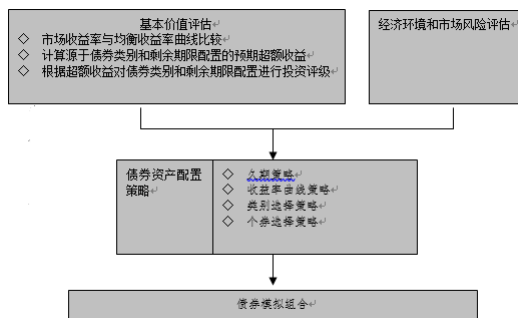 基本价值评估
◇ 市场收益率与均衡收益率曲线比较
◇ 计算源于债券类别和剩余期限配置的预期超额收益
◇ 根据超额收益对债券类别和剩余期限配置进行投资评级
经济环境和市场风险评估
债券资产配置
策略
◇ 久期策略
◇ 收益率曲线策略
◇ 类别选择策略
◇ 个券选择策略
债券模拟组合